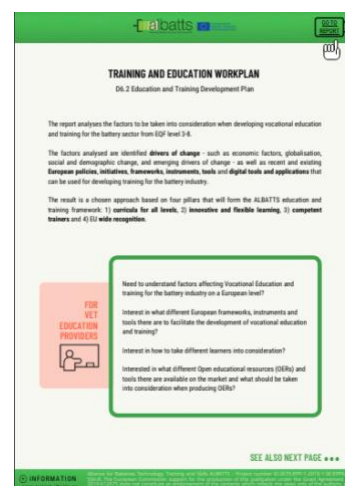 albatts
GO TO
REPORT
TRAINING AND EDUCATION WORKPLAN
D6.2 Education and Training Development Plan
The report analyses the factors to be taken into consideration when developing vocational education
and training for the battery sector from EQF level 3-8.
The factors analysed are identified drivers of change - such as economic factors, globalisation,
social and demographic change, and emerging drivers of change - as well as recent and existing
European policies, initiatives, frameworks, instruments, tools and digital tools and applications that
can be used for developing training for the battery industry.
The result is a chosen approach based on four pillars that will form the ALBATTS education and
training framework: 1) curricula for all levels, 2) innovative and flexible learning, 3) competent
trainers and 4) EU wide recognition.
FOR
VET
EDUCATION
PROVIDERS
Need to understand factors affecting Vocational Education and
training for the battery industry on a European level?
Interest in what different European frameworks, instruments and
tools there are to facilitate the development of vocational education
and training?
Interest in how to take different learners into consideration?
Interested in what different Open educational resources (OERs) and
tools there are available on the market and what should be taken
into consideration when producing OERs?
SEE ALSO NEXT PAGE
INFORMATION